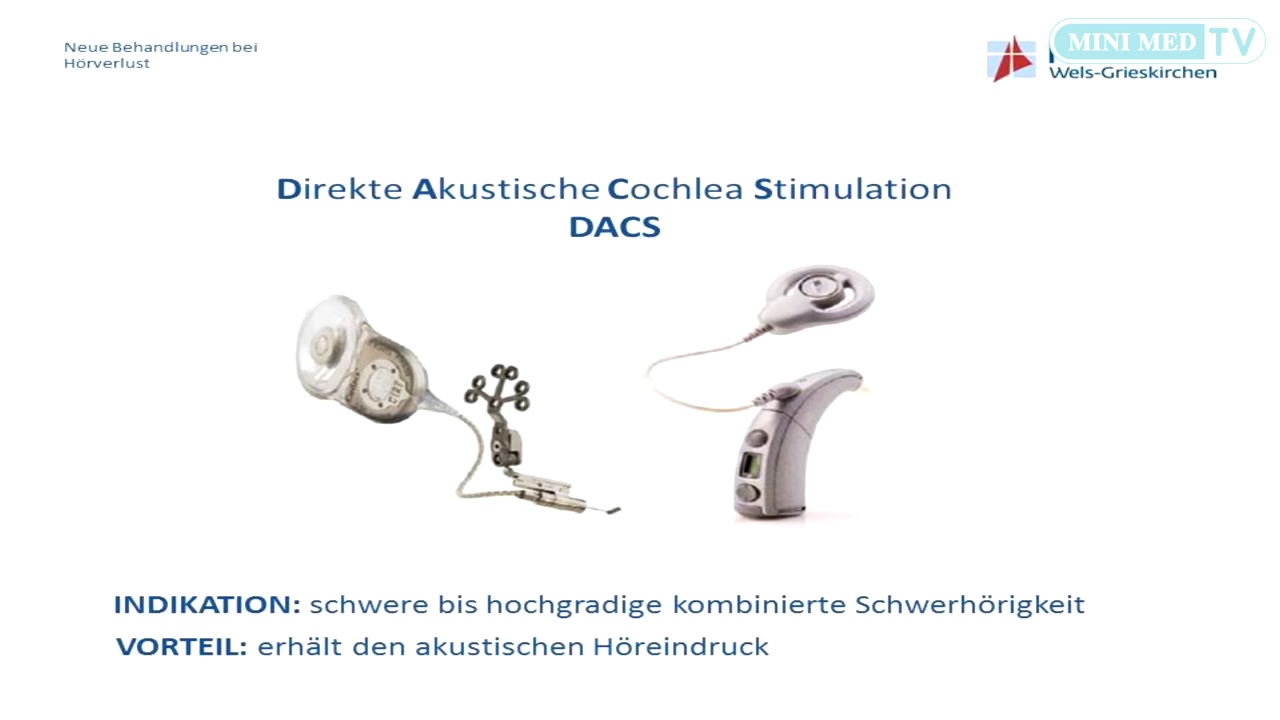 Neue Behandlungen bei
Hörverlust
MINI MED TV
Wels-Grieskirchen
Direkte Akustische Cochlea Stimulation
DACS
INDIKATION: schwere bis hochgradige kombinierte Schwerhörigkeit
VORTEIL: erhält den akustischen Höreindruck